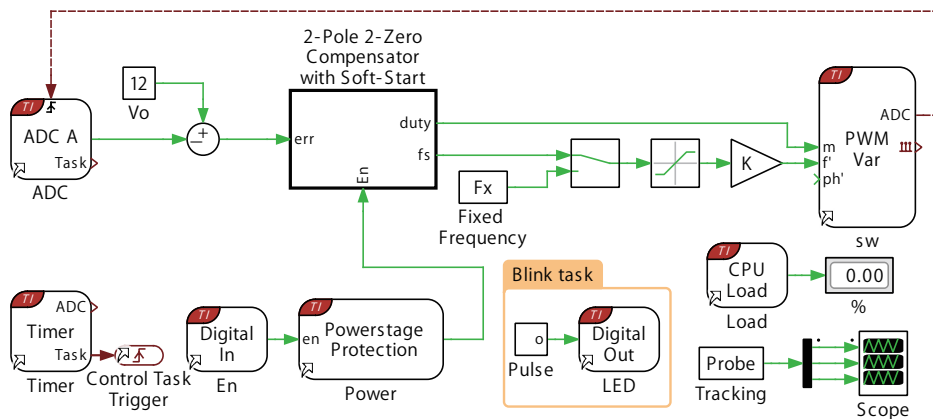 2-Pole 2-Zero
Compensator
with Soft-Start
TI
ADC A
Task
ADC
12
Vo
+
−
err
duty
fs
En
Fx
Fixed
Frequency
K
TI
ADC
PWM
Var
m
f'
ph'
sw
TI
ADC
Timer
Task
Timer
Control Task
Trigger
TI
Digital
In
En
TI
en
Powerstage
Protection
Power
Blink task
o
Pulse
TI
Digital
Out
LED
TI
CPU
Load
Load
0.00
%
Probe
Tracking
Scope